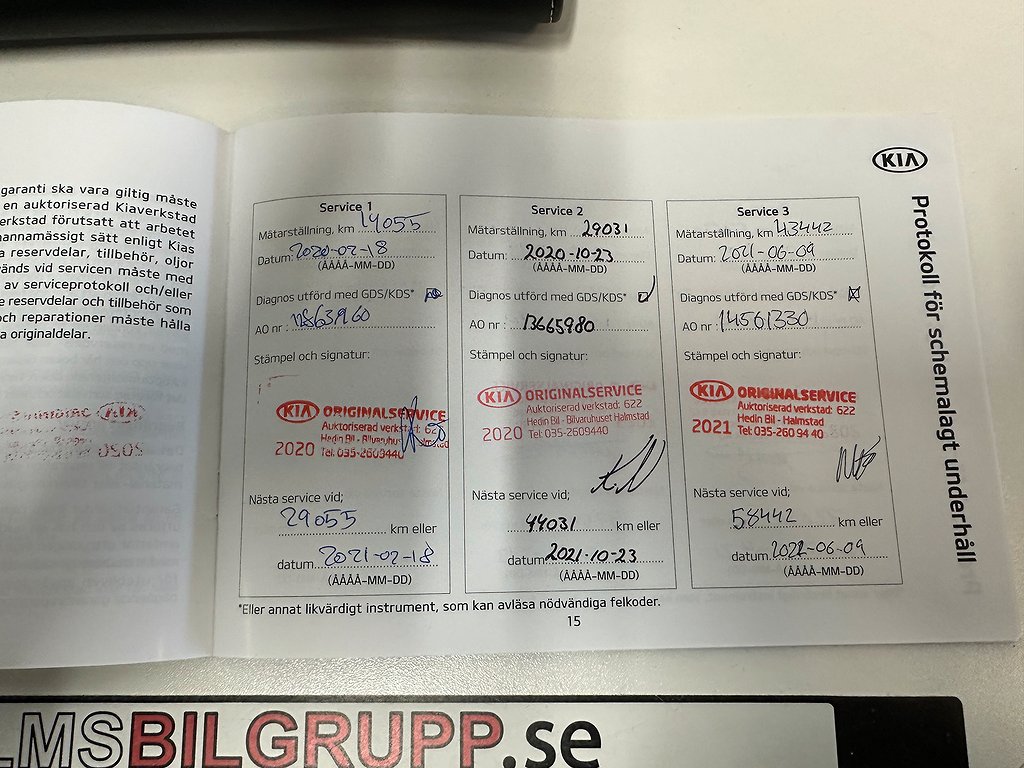 garanti ska vara giltig måste
en auktoriserad Kiaverkstad
erkstad förutsatt att arbetet
nannamässigt sätt enligt Kias
a reservdelar, tillbehör, oljor
vänds vid servicen måste med
av serviceprotokoll och/eller
e reservdelar och tillbehör som
och reparationer måste hålla
a originaldelar.
KIA
Protokoll för schemalagt underhåll
Service 1
Mätarställning, km 14055
Datum: 2020-02-18
(ÅÅÅÅ-MM-DD)
Diagnos utförd med GDS/KDS*
AO nr :
Stämpel och signatur:
KIA ORIGINALSERVICE
Auktoriserad verkstad: 622
Hedin Bil - Bilvaruhuset Halmstad
2020 Tel: 035-2609440
Nästa service vid;
29055 km eller
datum 2021-02-18
(ÅÅÅÅ-MM-DD)
Service 2
Mätarställning, km 29031
Datum: 2020-10-23
(ÅÅÅÅ-MM-DD)
Diagnos utförd med GDS/KDS*
AO nr : 13665980
Stämpel och signatur:
KIA ORIGINALSERVICE
Auktoriserad verkstad: 622
Hedin Bil - Bilvaruhuset Halmstad
2020 Tel: 035-2609440
Nästa service vid;
44031 km eller
datum 2021-10-23
(ÅÅÅÅ-MM-DD)
Service 3
Mätarställning, km 43442
Datum: 2021-06-09
(ÅÅÅÅ-MM-DD)
Diagnos utförd med GDS/KDS*
AO nr : 14561330
Stämpel och signatur:
KIA ORIGINALSERVICE
Auktoriserad verkstad: 622
Hedin Bil - Halmstad
2021 Tel: 035-260 94 40
Nästa service vid;
58442 km eller
datum 2022-06-09
(ÅÅÅÅ-MM-DD)
*Eller annat likvärdigt instrument, som kan avläsa nödvändiga felkoder.
15
LMSBILGRUPP.se